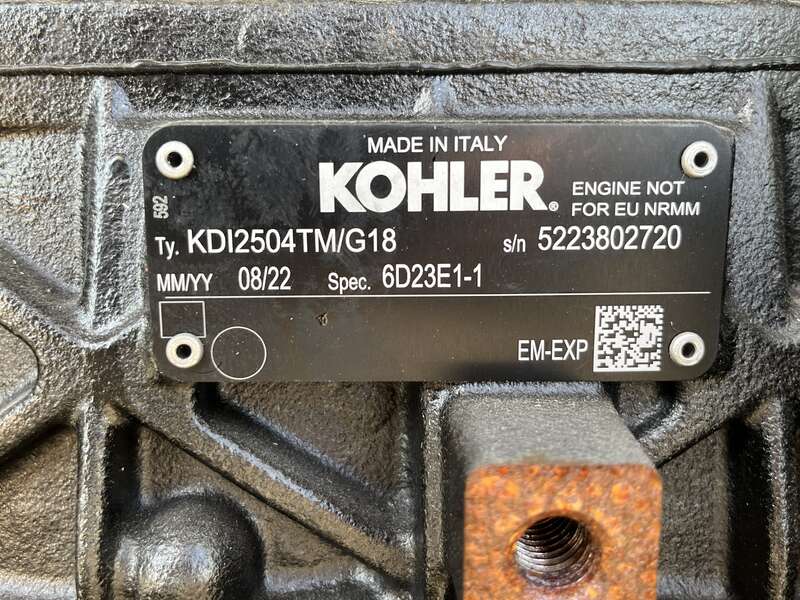 MADE IN ITALY
KOHLER®
ENGINE NOT
FOR EU NRMM
592
Ty. KDI2504TM/G18 s/n 5223802720
MM/YY 08/22 Spec. 6D23E1-1
EM-EXP